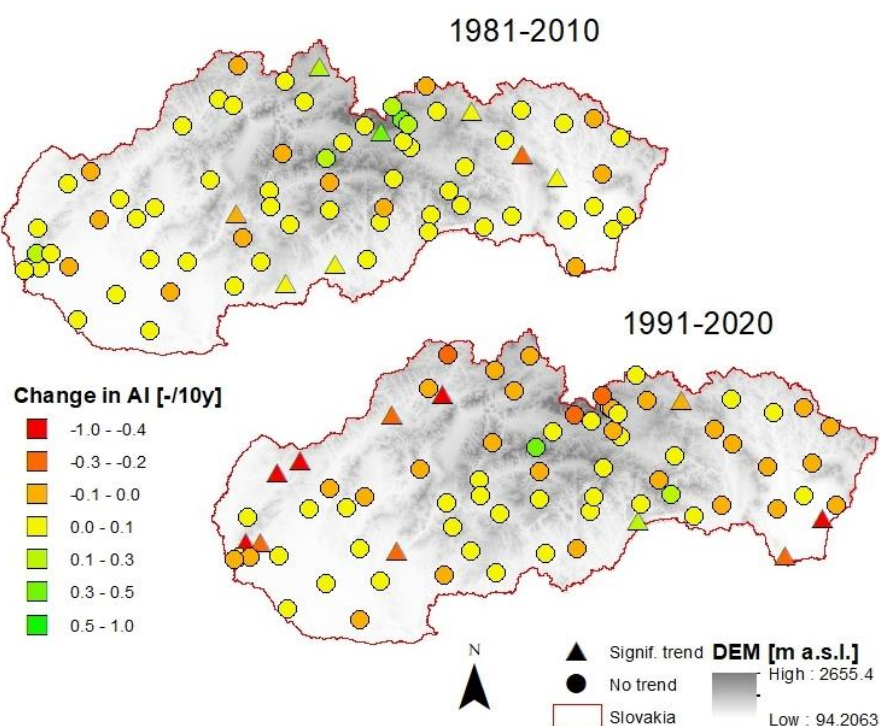 1981-2010
1991-2020
Change in AI [-/10y]
-1.0 - -0.4
-0.3 - -0.2
-0.1 - 0.0
0.0 - 0.1
0.1 - 0.3
0.3 - 0.5
0.5 - 1.0
N
Signif. trend
No trend
Slovakia
DEM [m a.s.l.]
High : 2655.4
Low : 94.2063